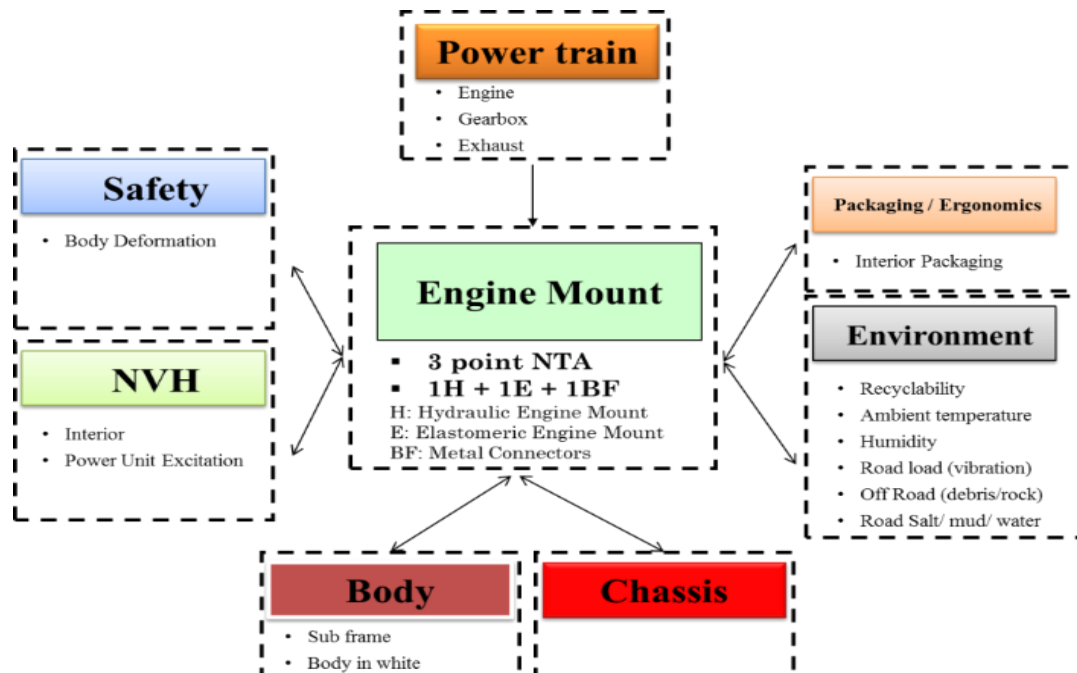 Power train
• Engine
• Gearbox
• Exhaust
Safety
• Body Deformation
Packaging / Ergonomics
• Interior Packaging
Engine Mount
▪ 3 point NTA
▪ 1H + 1E + 1BF
H: Hydraulic Engine Mount
E: Elastomeric Engine Mount
BF: Metal Connectors
NVH
• Interior
• Power Unit Excitation
Environment
• Recyclability
• Ambient temperature
• Humidity
• Road load (vibration)
• Off Road (debris/rock)
• Road Salt/ mud/ water
Body
• Sub frame
• Body in white
Chassis